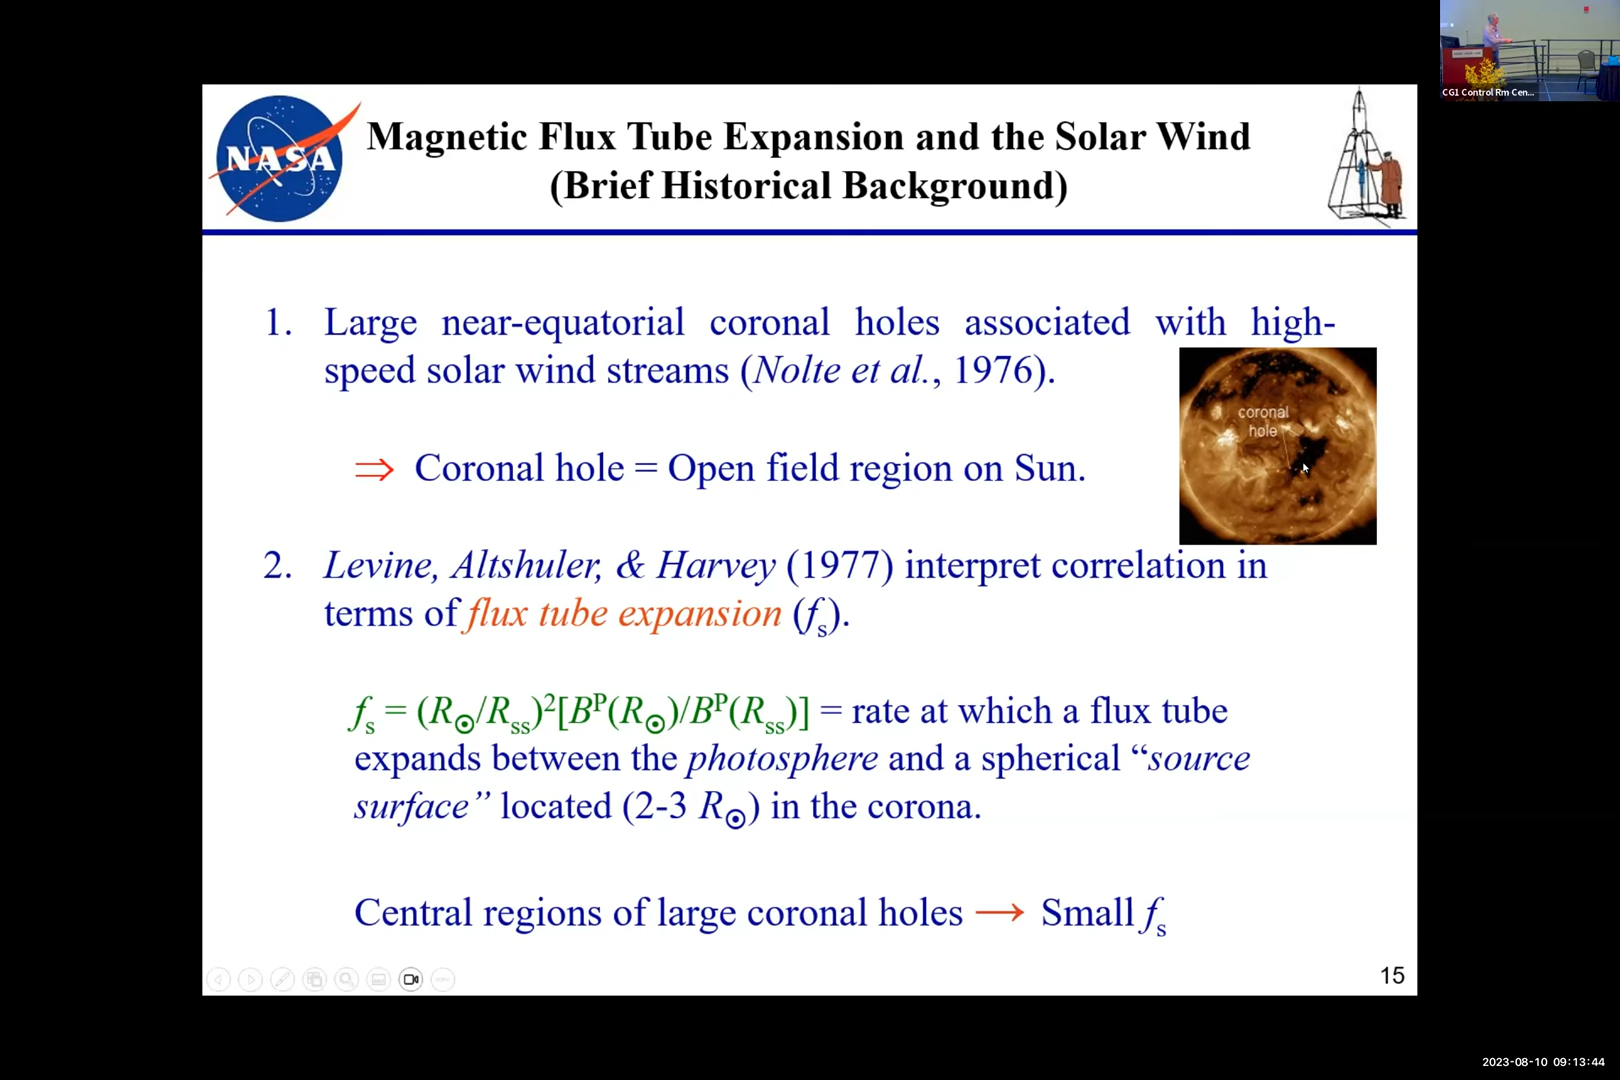 CG1 Control Rm Cen...
NASA
Magnetic Flux Tube Expansion and the Solar Wind
(Brief Historical Background)
1. Large near-equatorial coronal holes associated with high-
speed solar wind streams (Nolte et al., 1976).
coronal
hole
⇒ Coronal hole = Open field region on Sun.
2. Levine, Altshuler, & Harvey (1977) interpret correlation in
terms of flux tube expansion (fₛ).
fₛ = (R☉/Rₛₛ)²[Bᴾ(R☉)/Bᴾ(Rₛₛ)] = rate at which a flux tube
expands between the photosphere and a spherical “source
surface” located (2-3 R☉) in the corona.
Central regions of large coronal holes → Small fₛ
15
2023-08-10 09:13:44